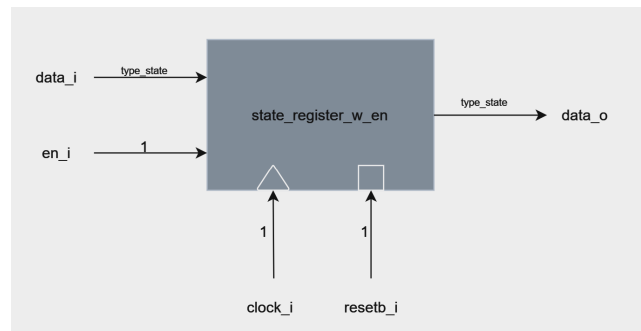 data_i
type_state
en_i
1
state_register_w_en
type_state
data_o
1
1
clock_i
resetb_i